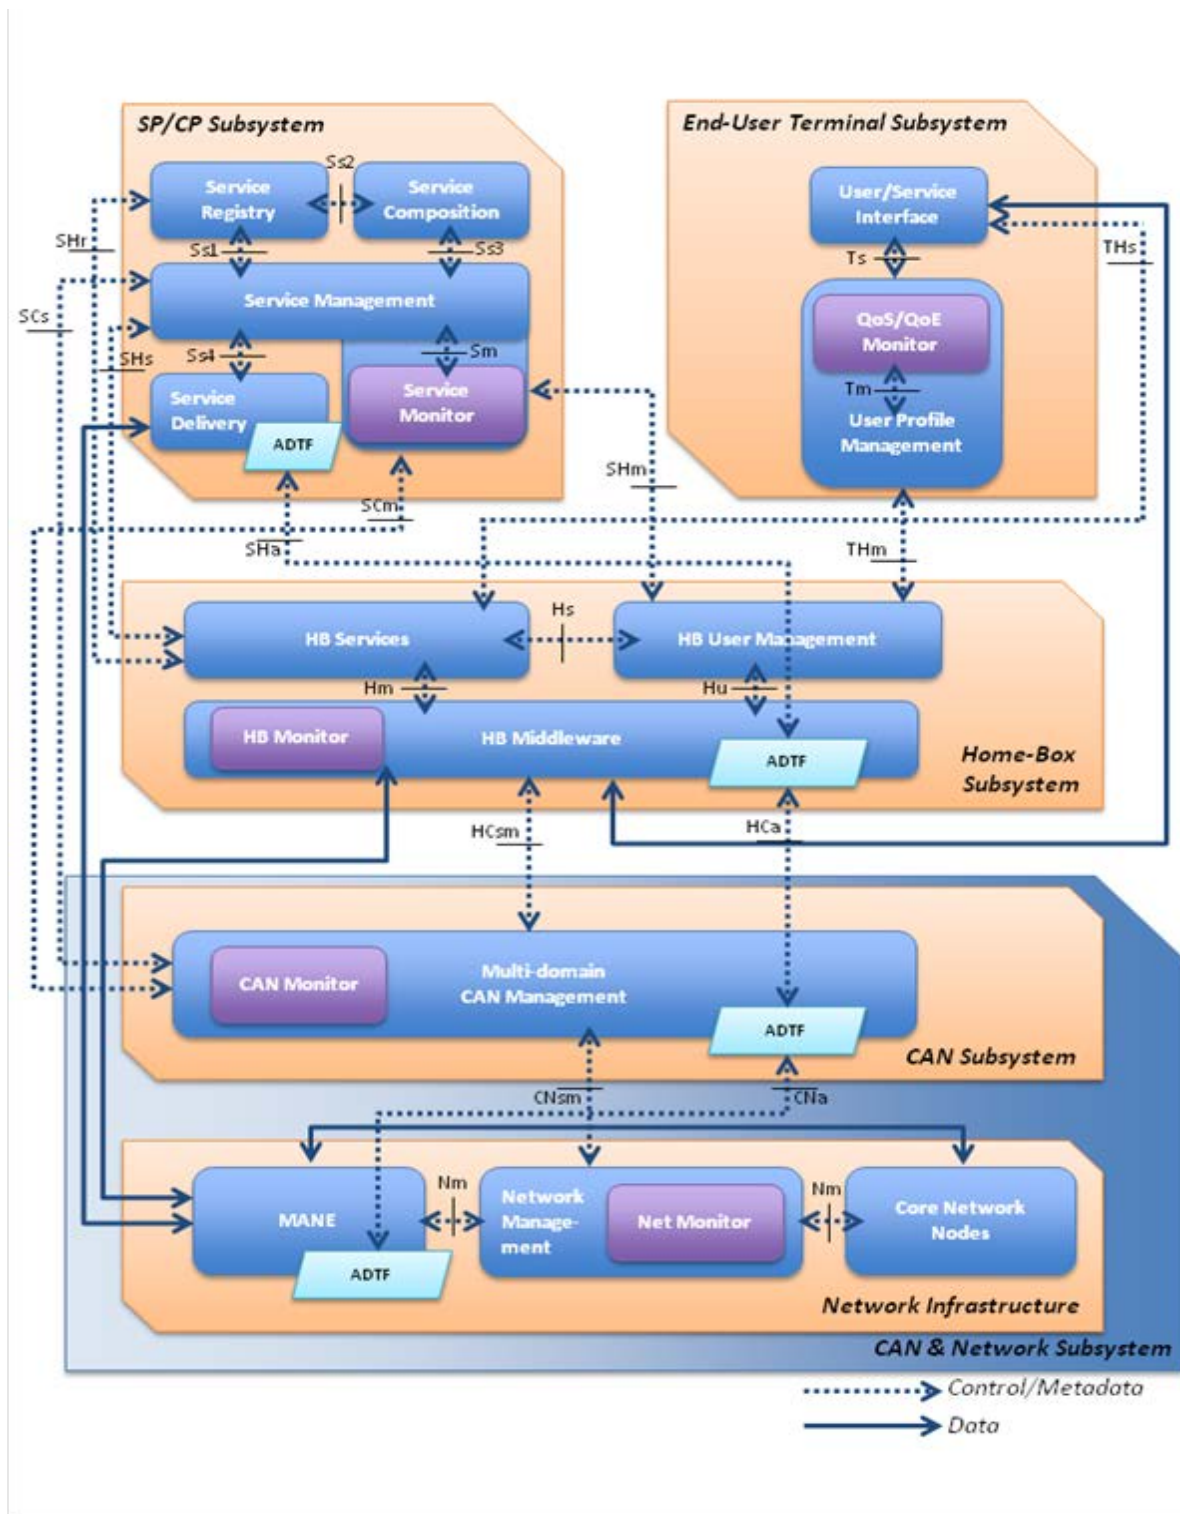 SP/CP Subsystem
End-User Terminal Subsystem
Ss2
Service
Registry
Service
Composition
User/Service
Interface
SHr
Ss1
Ss3
Ts
THs
Service Management
SCs
QoS/QoE
Monitor
SHs
Ss4
Sm
Tm
Service
Delivery
Service
Monitor
User Profile
Management
ADTF
SHm
SCm
SHa
THm
HB Services
Hs
HB User Management
Hm
Hu
HB Monitor
HB Middleware
ADTF
Home-Box
Subsystem
HCsm
HCa
CAN Monitor
Multi-domain
CAN Management
ADTF
CAN Subsystem
CNsm
CNa
MANE
Nm
Network
Manage-
ment
Net Monitor
Nm
Core Network
Nodes
ADTF
Network Infrastructure
CAN & Network Subsystem
Control/Metadata
Data